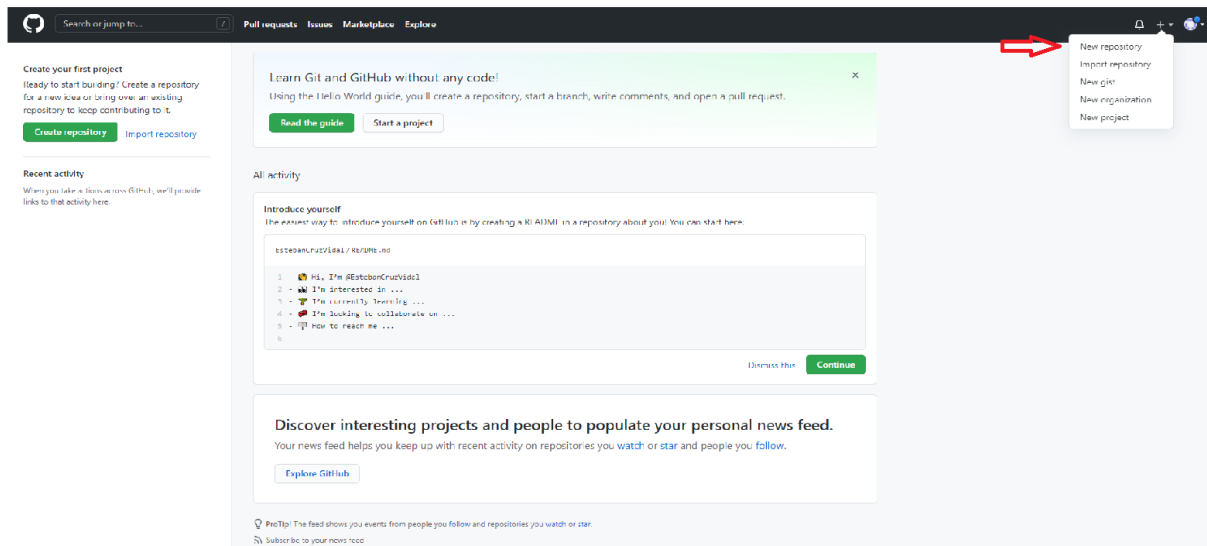 Search or jump to...
/
Pull requests Issues Marketplace Explore
New repository
Import repository
New gist
New organization
New project
Create your first project
Ready to start building? Create a repository
for a new idea or bring over an existing
repository to keep contributing to it.
Create repository
Import repository
Recent activity
When you take actions across GitHub, we'll provide
links to that activity here.
Learn Git and GitHub without any code!
Using the Hello World guide, you'll create a repository, start a branch, write comments, and open a pull request.
Read the guide
Start a project
All activity
Introduce yourself
The easiest way to introduce yourself on GitHub is by creating a README in a repository about you! You can start here:
EstebanCruzVidal/README.md
1 👋 Hi, I'm @EstebanCruzVidal
2 - 👀 I'm interested in ...
3 - 🌱 I'm currently learning ...
4 - 💞️ I'm looking to collaborate on ...
5 - 📫 How to reach me ...
6
Dismiss this
Continue
Discover interesting projects and people to populate your personal news feed.
Your news feed helps you keep up with recent activity on repositories you watch or star and people you follow.
Explore GitHub
ProTip! The feed shows you events from people you follow and repositories you watch or star.
Subscribe to your news feed